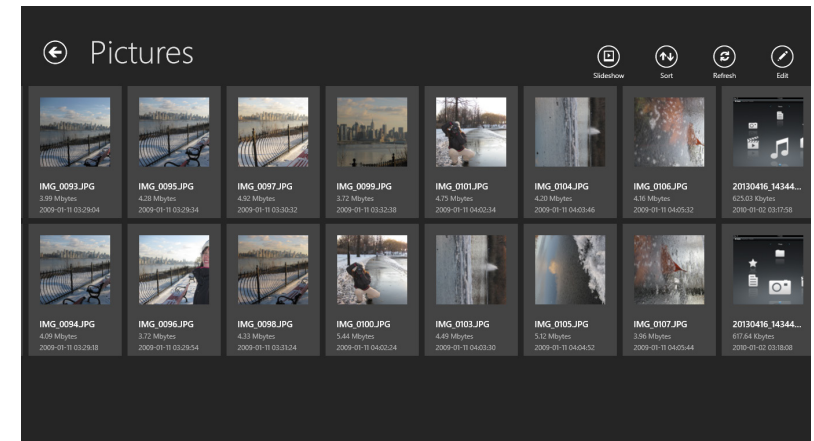 Pictures
Slideshow
Sort
Refresh
Edit
IMG_0093.JPG
3.99 Mbytes
2009-01-11 03:29:04
IMG_0095.JPG
4.28 Mbytes
2009-01-11 03:29:34
IMG_0097.JPG
4.92 Mbytes
2009-01-11 03:30:32
IMG_0099.JPG
3.72 Mbytes
2009-01-11 03:32:38
IMG_0101.JPG
4.75 Mbytes
2009-01-11 04:02:34
IMG_0104.JPG
4.20 Mbytes
2009-01-11 04:03:46
IMG_0106.JPG
4.16 Mbytes
2009-01-11 04:05:32
20130416_14344...
625.03 Kbytes
2010-01-02 03:17:58
IMG_0094.JPG
4.09 Mbytes
2009-01-11 03:29:18
IMG_0096.JPG
3.72 Mbytes
2009-01-11 03:29:54
IMG_0098.JPG
4.33 Mbytes
2009-01-11 03:31:24
IMG_0100.JPG
5.44 Mbytes
2009-01-11 04:02:24
IMG_0103.JPG
4.49 Mbytes
2009-01-11 04:03:30
IMG_0105.JPG
5.12 Mbytes
2009-01-11 04:04:52
IMG_0107.JPG
3.96 Mbytes
2009-01-11 04:05:44
20130416_14344...
617.64 Kbytes
2010-01-02 03:18:08